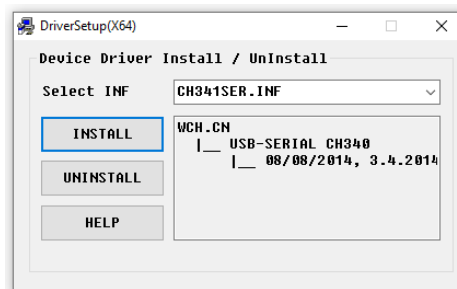 DriverSetup(X64)
Device Driver Install / UnInstall
Select INF
CH341SER.INF
INSTALL
UNINSTALL
HELP
WCH.CN
|__ USB-SERIAL CH340
|__ 08/08/2014, 3.4.2014